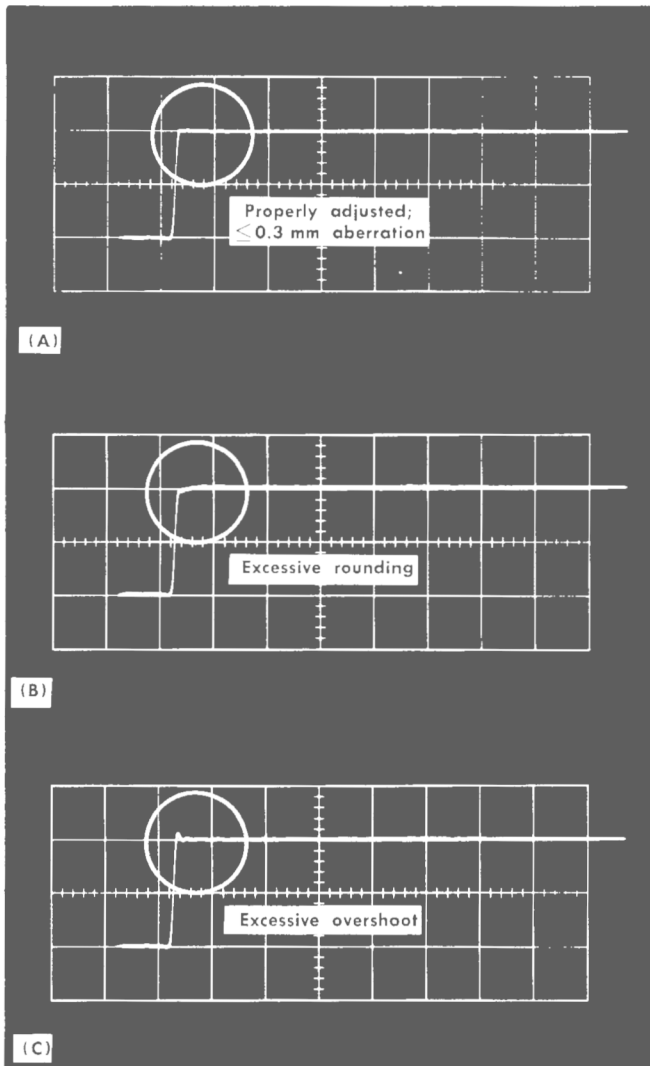 Properly adjusted;
≤0.3 mm aberration
(A)
Excessive rounding
(B)
Excessive overshoot
(C)